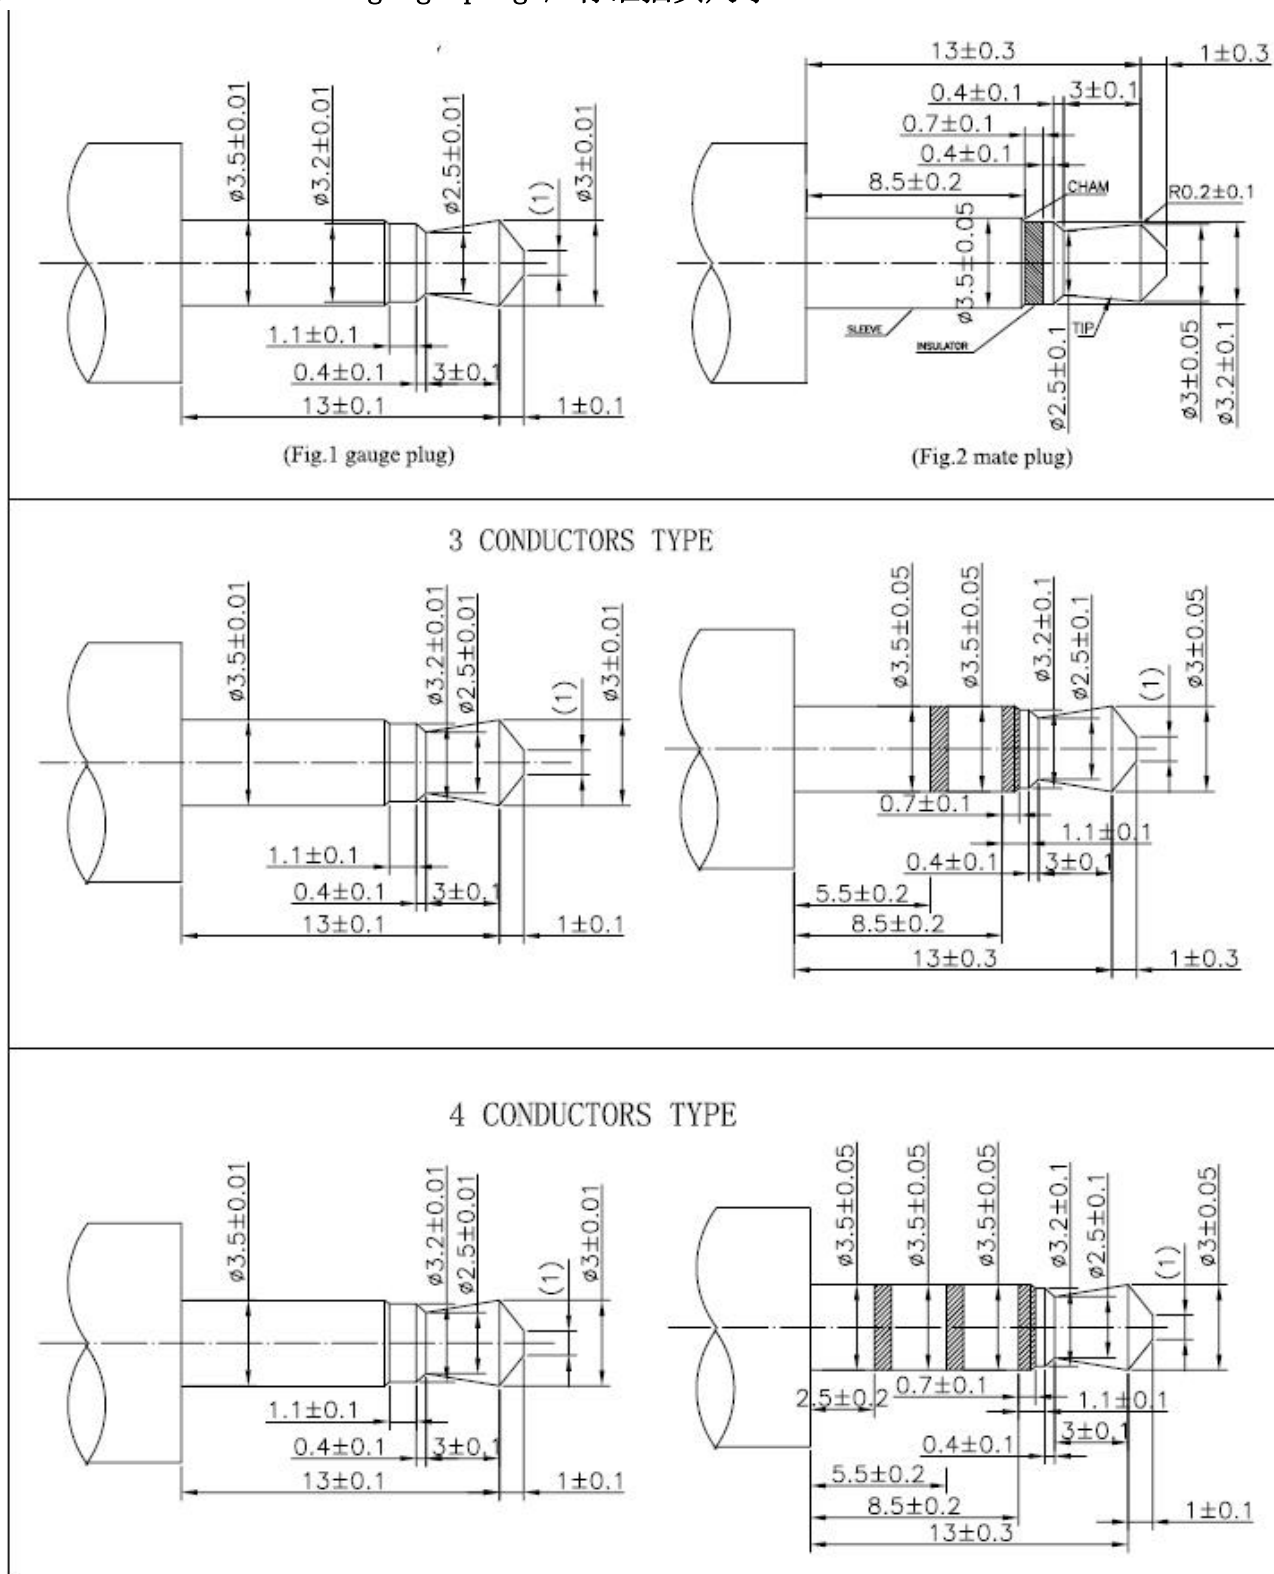 13±0.3
1±0.3
0.4±0.1
3±0.1
0.7±0.1
0.4±0.1
8.5±0.2
CHAM
R0.2±0.1
ø3.5±0.01
ø3.2±0.01
ø2.5±0.01
(1)
ø3±0.01
ø3.5±0.05
SLEEVE
INSULATOR
TIP
ø2.5±0.1
ø3±0.05
ø3.2±0.1
1.1±0.1
0.4±0.1
3±0.1
13±0.1
1±0.1
(Fig.1 gauge plug)
(Fig.2 mate plug)
3 CONDUCTORS TYPE
ø3.5±0.01
ø3.2±0.01
ø2.5±0.01
(1)
ø3±0.01
1.1±0.1
0.4±0.1
3±0.1
13±0.1
1±0.1
ø3.5±0.05
ø3.5±0.05
ø3.2±0.1
ø2.5±0.1
(1)
ø3±0.05
0.7±0.1
1.1±0.1
0.4±0.1
3±0.1
5.5±0.2
8.5±0.2
13±0.3
1±0.3
4 CONDUCTORS TYPE
ø3.5±0.01
ø3.2±0.01
ø2.5±0.01
(1)
ø3±0.01
1.1±0.1
0.4±0.1
3±0.1
13±0.1
1±0.1
ø3.5±0.05
ø3.5±0.05
ø3.5±0.05
ø3.2±0.1
ø2.5±0.1
(1)
ø3±0.05
2.5±0.2
0.7±0.1
1.1±0.1
3±0.1
0.4±0.1
5.5±0.2
8.5±0.2
13±0.3
1±0.1